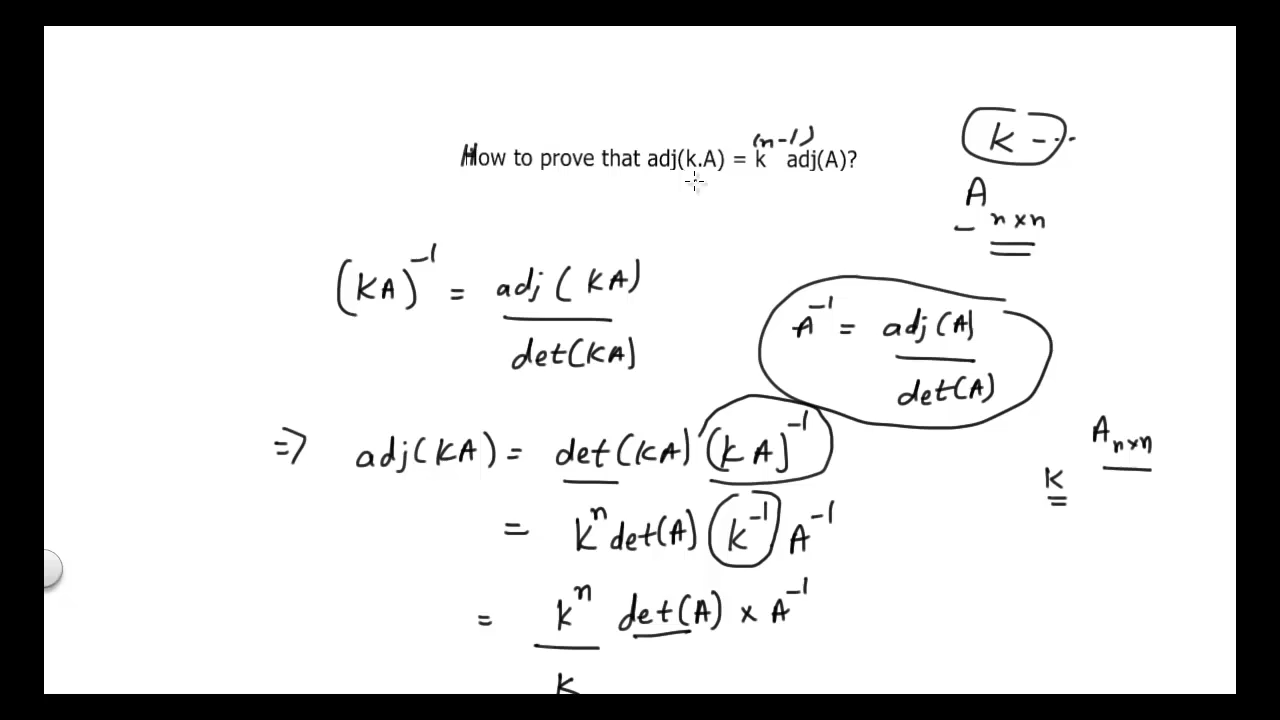 How to prove that adj(k.A) = k^(n-1) adj(A)?
k --·
A n×n
(KA)^-1 = adj(KA) / det(KA)
A^-1 = adj(A) / det(A)
=> adj(KA) = det(KA) (kA)^-1
A n×n
K
= K^n det(A) k^-1 A^-1
= k^n / k det(A) × A^-1